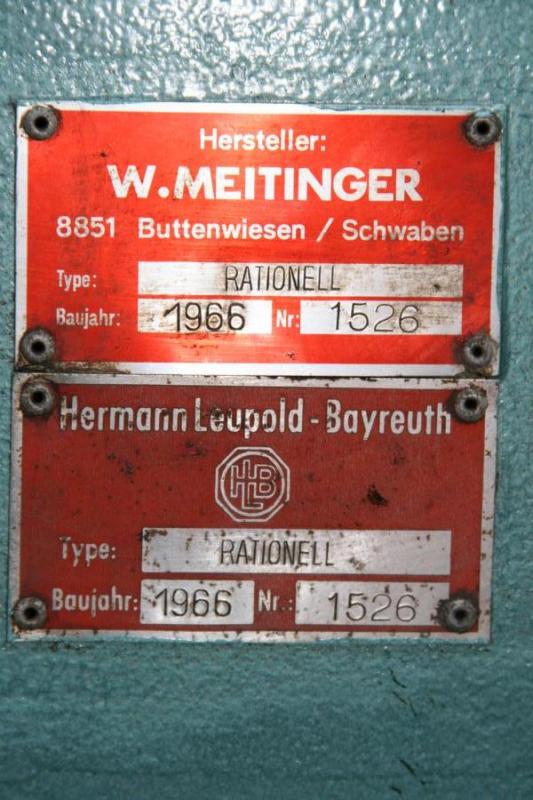 Hersteller:
W.MEITINGER
8851 Buttenwiesen / Schwaben
Type: RATIONELL
Baujahr: 1966 Nr: 1526
Hermann Leupold - Bayreuth
HLB
Type: RATIONELL
Baujahr: 1966 Nr.: 1526